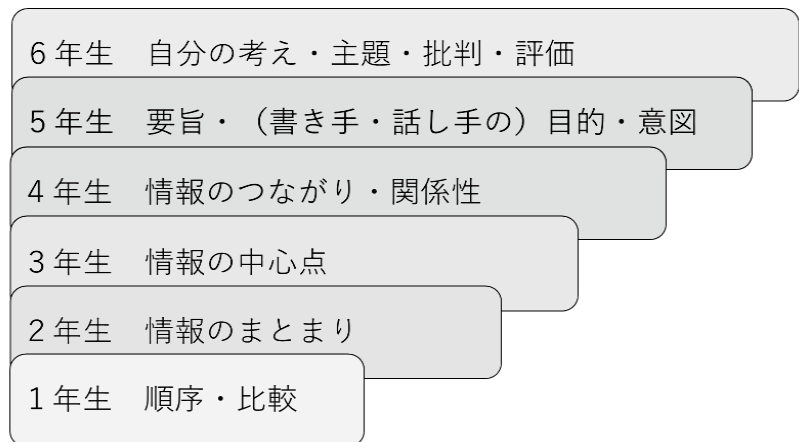 6年生　自分の考え・主題・批判・評価
5年生　要旨・（書き手・話し手の）目的・意図
4年生　情報のつながり・関係性
3年生　情報の中心点
2年生　情報のまとまり
1年生　順序・比較